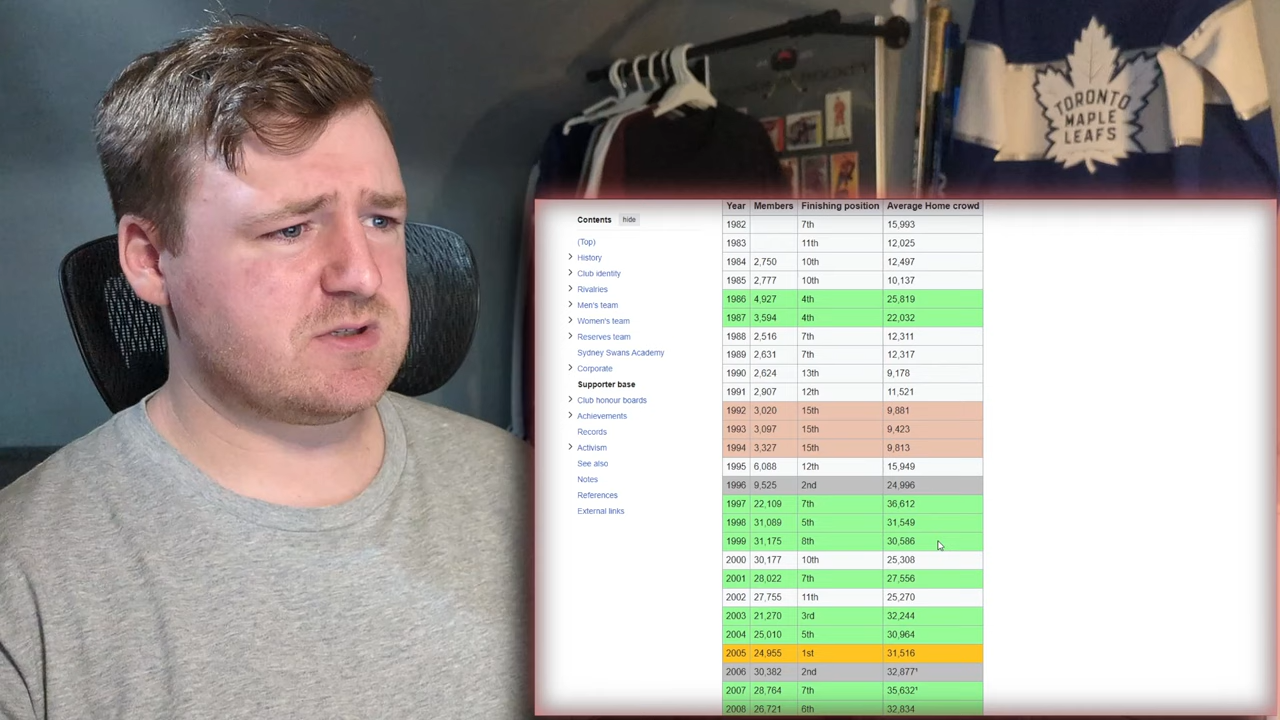 HOCKEY
TORONTO
MAPLE
LEAFS
Contents hide
(Top)
History
Club identity
Rivalries
Men's team
Women's team
Reserves team
Sydney Swans Academy
Corporate
Supporter base
Club honour boards
Achievements
Records
Activism
See also
Notes
References
External links
Year Members Finishing position Average Home crowd
1982 7th 15,993
1983 11th 12,025
1984 2,750 10th 12,497
1985 2,777 10th 10,137
1986 4,927 4th 25,819
1987 3,594 4th 22,032
1988 2,516 7th 12,311
1989 2,631 7th 12,317
1990 2,624 13th 9,178
1991 2,907 12th 11,521
1992 3,020 15th 9,881
1993 3,097 15th 9,423
1994 3,327 15th 9,813
1995 6,088 12th 15,949
1996 9,525 2nd 24,996
1997 22,109 7th 36,612
1998 31,089 5th 31,549
1999 31,175 8th 30,586
2000 30,177 10th 25,308
2001 28,022 7th 27,556
2002 27,755 11th 25,270
2003 21,270 3rd 32,244
2004 25,010 5th 30,964
2005 24,955 1st 31,516
2006 30,382 2nd 32,877¹
2007 28,764 7th 35,632¹
2008 26,721 6th 32,834